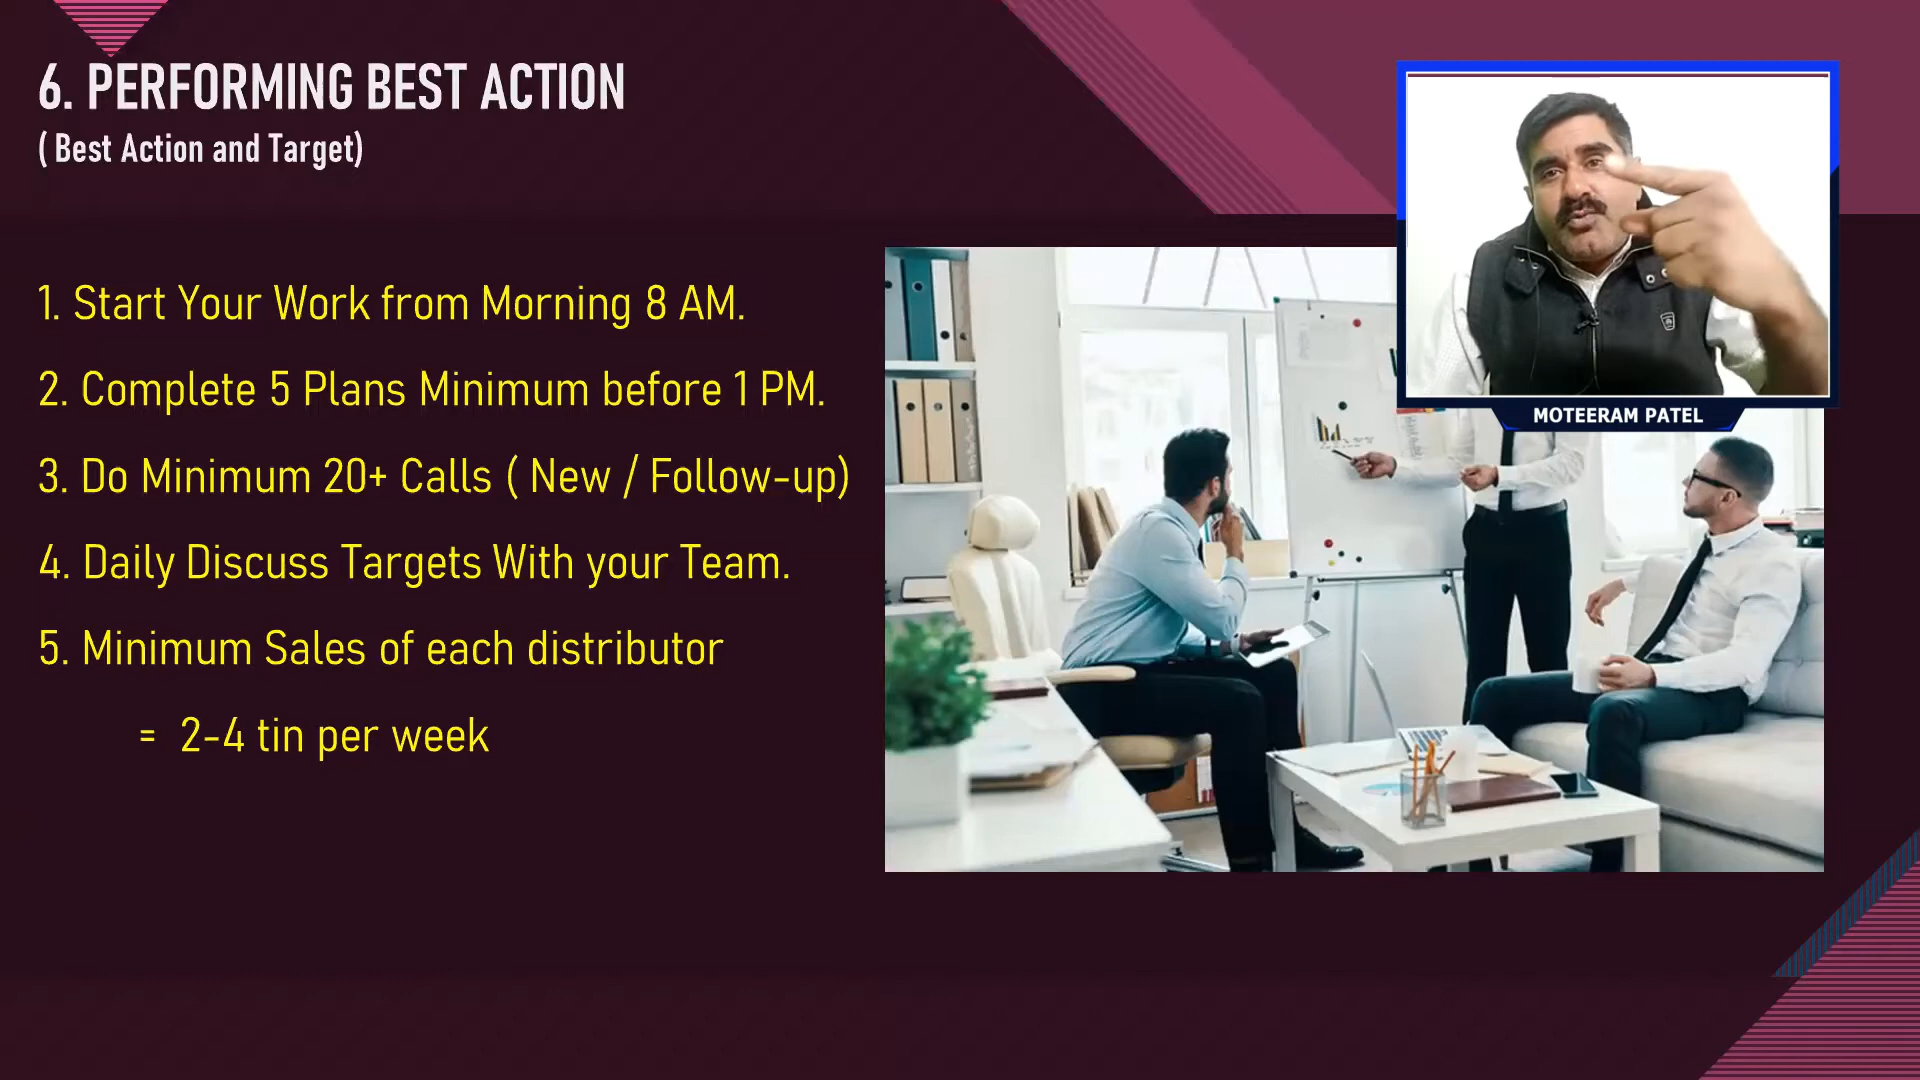 6. PERFORMING BEST ACTION
( Best Action and Target)
1. Start Your Work from Morning 8 AM.
2. Complete 5 Plans Minimum before 1 PM.
3. Do Minimum 20+ Calls ( New / Follow-up)
4. Daily Discuss Targets With your Team.
5. Minimum Sales of each distributor
= 2-4 tin per week
MOTEERAM PATEL